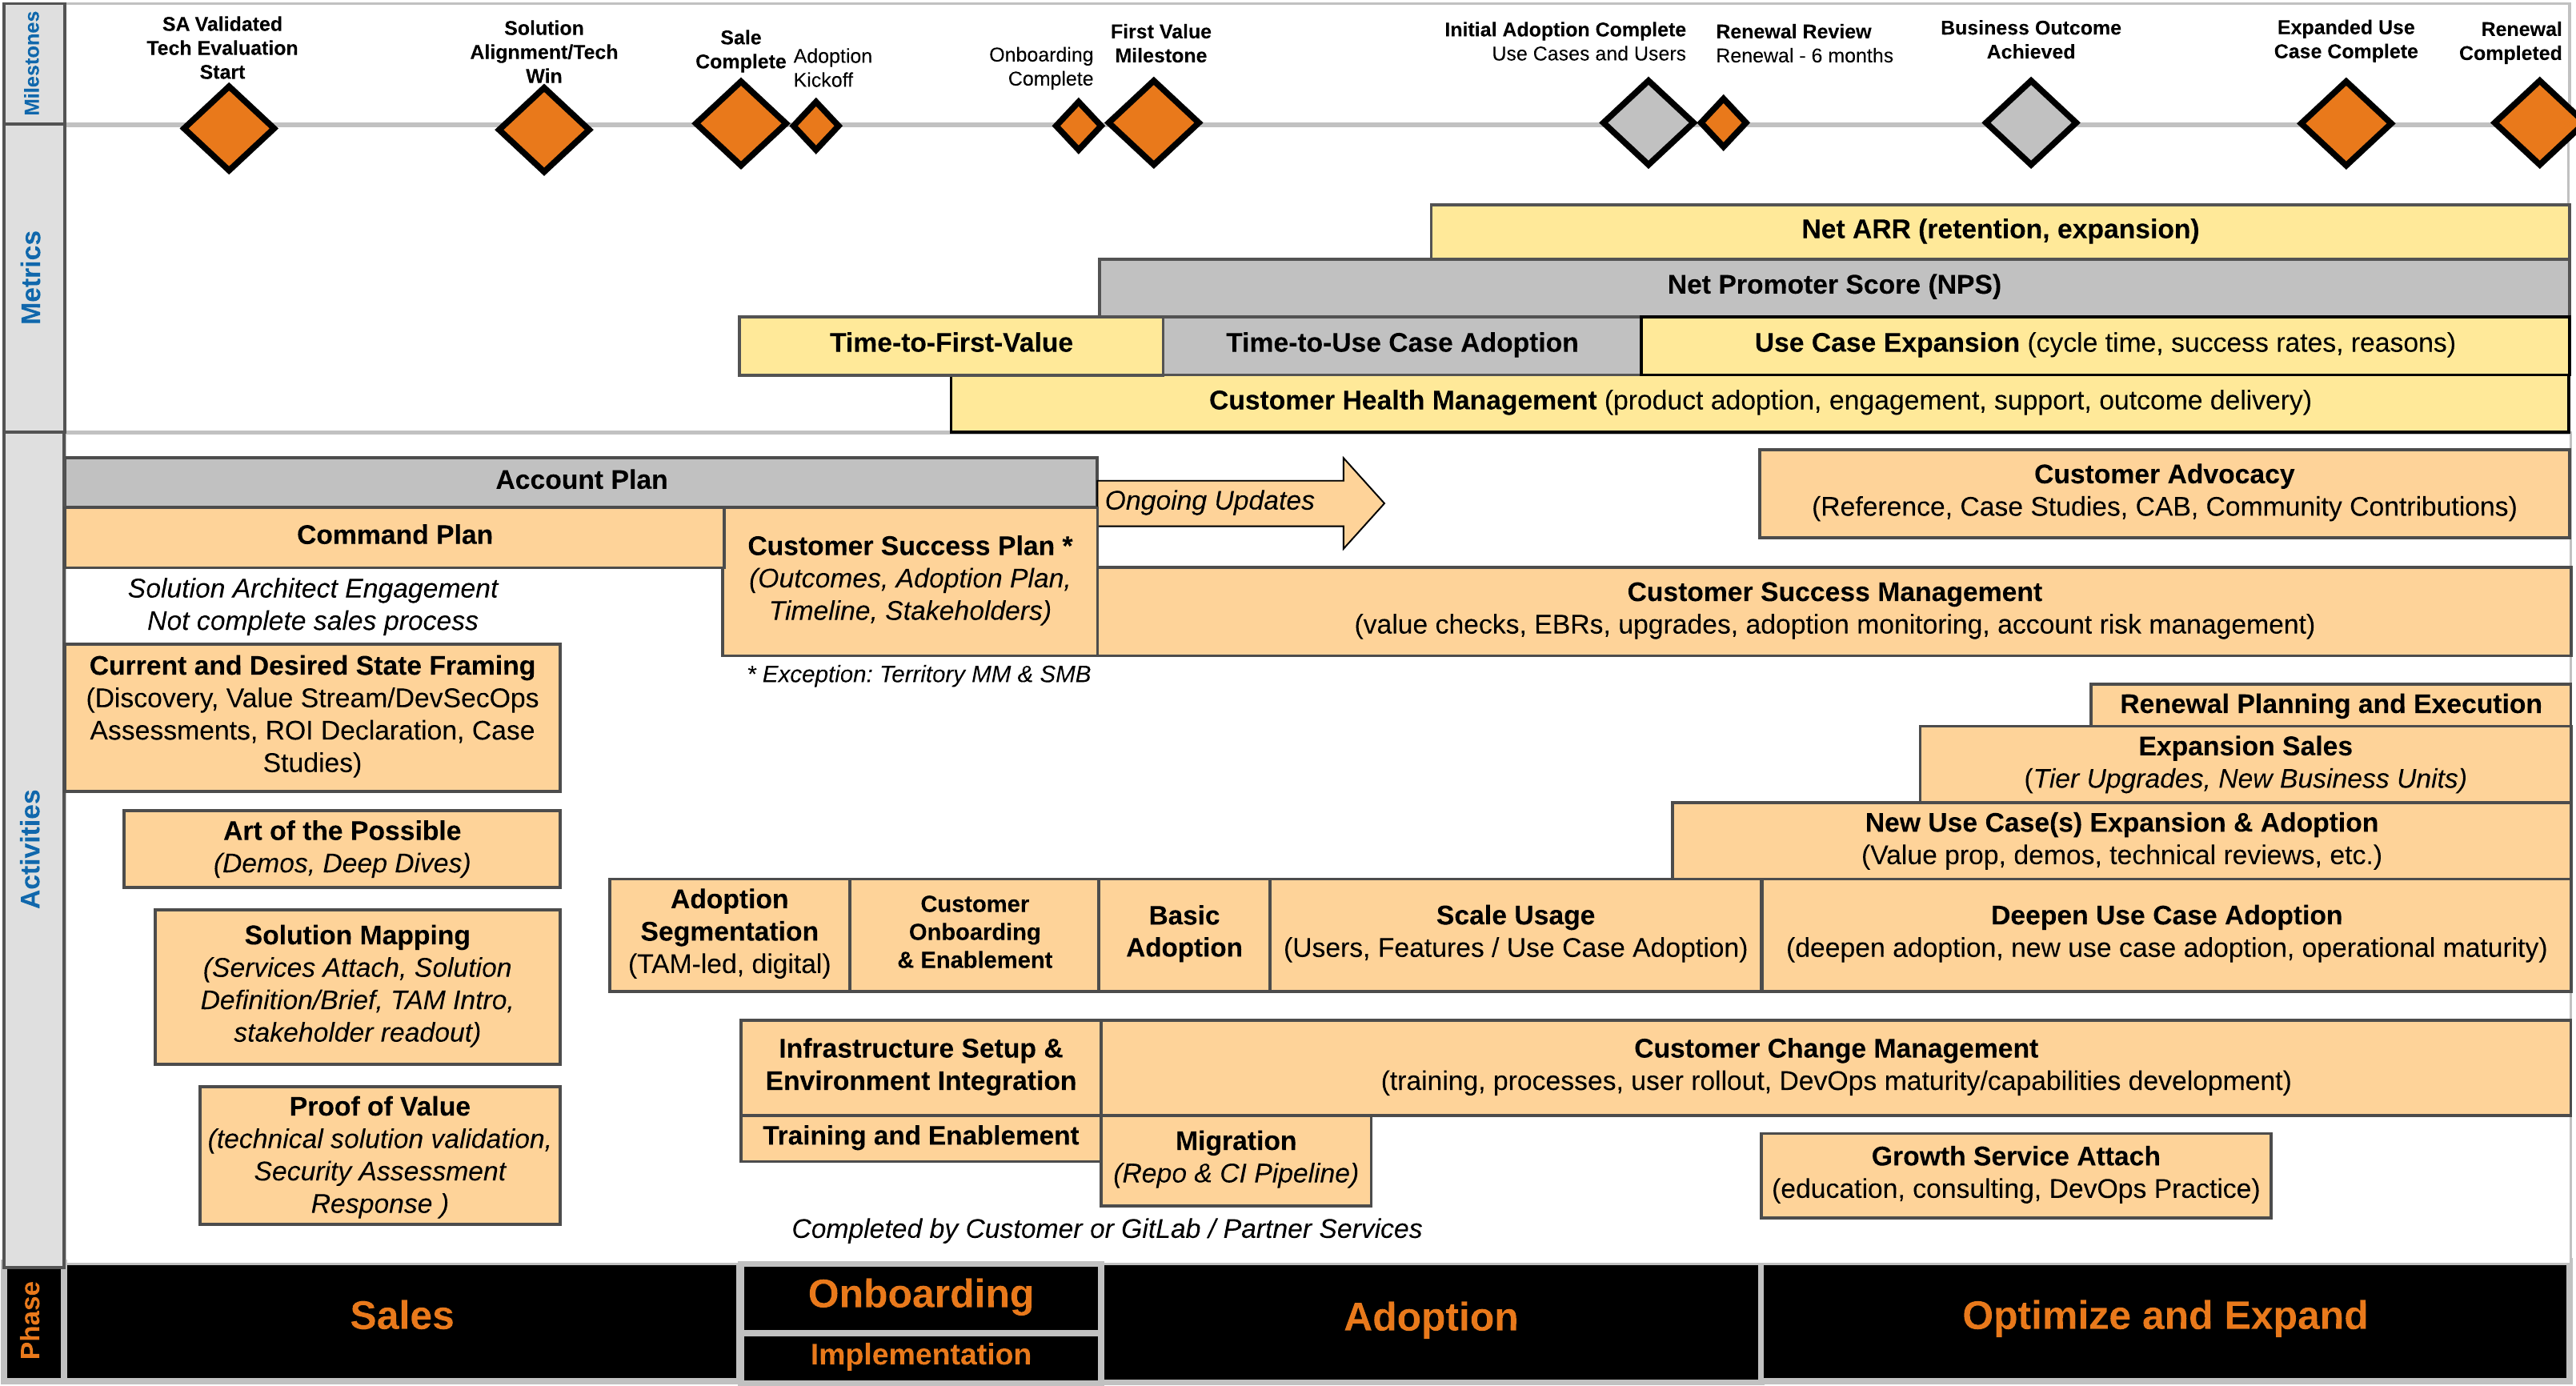 Milestones
SA Validated
Tech Evaluation
Start
Solution
Alignment/Tech
Win
Sale
Complete
Adoption
Kickoff
Onboarding
Complete
First Value
Milestone
Initial Adoption Complete
Use Cases and Users
Renewal Review
Renewal - 6 months
Business Outcome
Achieved
Expanded Use
Case Complete
Renewal
Completed
Metrics
Net ARR (retention, expansion)
Net Promoter Score (NPS)
Time-to-First-Value
Time-to-Use Case Adoption
Use Case Expansion (cycle time, success rates, reasons)
Customer Health Management (product adoption, engagement, support, outcome delivery)
Activities
Account Plan
Ongoing Updates
Customer Advocacy
(Reference, Case Studies, CAB, Community Contributions)
Command Plan
Customer Success Plan *
(Outcomes, Adoption Plan,
Timeline, Stakeholders)
* Exception: Territory MM & SMB
Customer Success Management
(value checks, EBRs, upgrades, adoption monitoring, account risk management)
Solution Architect Engagement
Not complete sales process
Current and Desired State Framing
(Discovery, Value Stream/DevSecOps
Assessments, ROI Declaration, Case
Studies)
Renewal Planning and Execution
Expansion Sales
(Tier Upgrades, New Business Units)
New Use Case(s) Expansion & Adoption
(Value prop, demos, technical reviews, etc.)
Art of the Possible
(Demos, Deep Dives)
Adoption
Segmentation
(TAM-led, digital)
Customer
Onboarding
& Enablement
Basic
Adoption
Scale Usage
(Users, Features / Use Case Adoption)
Deepen Use Case Adoption
(deepen adoption, new use case adoption, operational maturity)
Solution Mapping
(Services Attach, Solution
Definition/Brief, TAM Intro,
stakeholder readout)
Infrastructure Setup &
Environment Integration
Customer Change Management
(training, processes, user rollout, DevOps maturity/capabilities development)
Proof of Value
(technical solution validation,
Security Assessment
Response )
Training and Enablement
Migration
(Repo & CI Pipeline)
Growth Service Attach
(education, consulting, DevOps Practice)
Completed by Customer or GitLab / Partner Services
Phase
Sales
Onboarding
Implementation
Adoption
Optimize and Expand